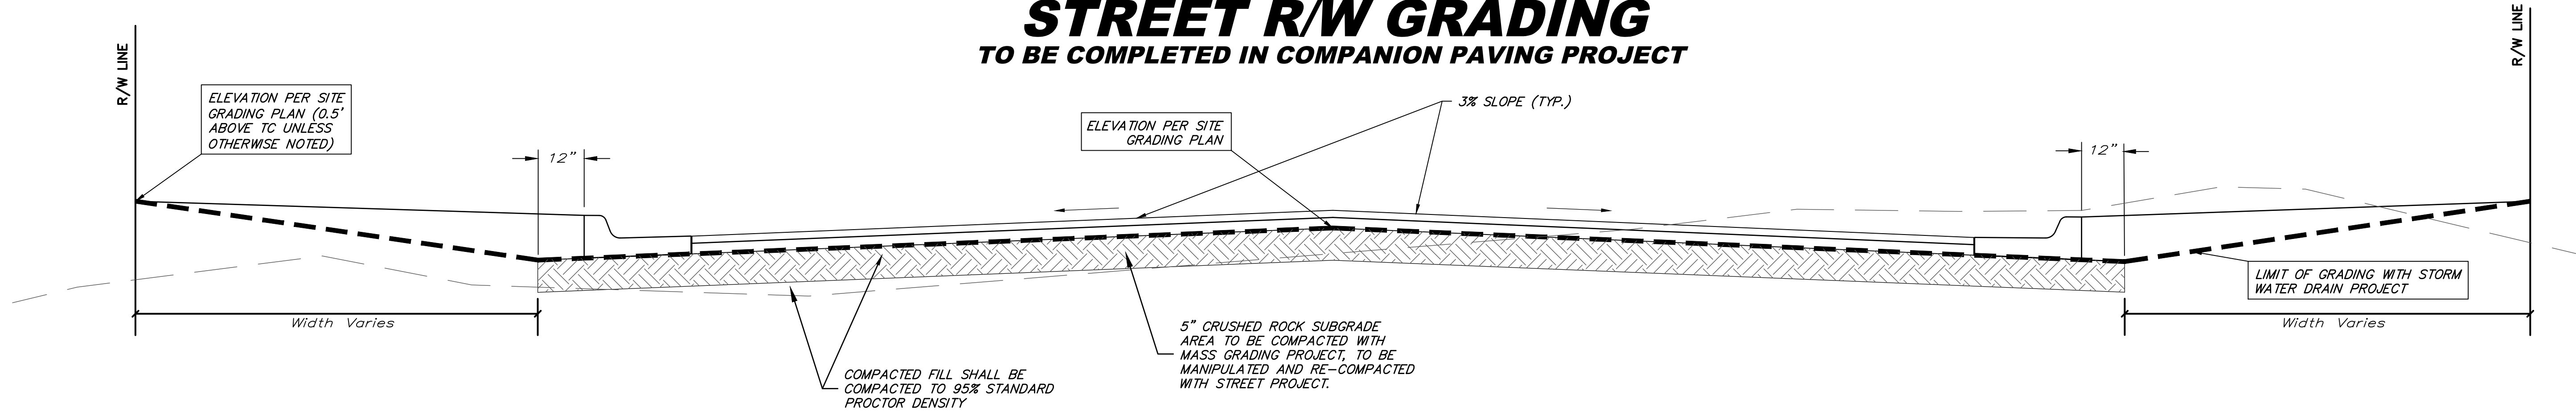 STREET R/W GRADING
TO BE COMPLETED IN COMPANION PAVING PROJECT
R/W LINE
R/W LINE
ELEVATION PER SITE
GRADING PLAN (0.5'
ABOVE TC UNLESS
OTHERWISE NOTED)
12"
ELEVATION PER SITE
GRADING PLAN
3% SLOPE (TYP.)
12"
LIMIT OF GRADING WITH STORM
WATER DRAIN PROJECT
Width Varies
Width Varies
5" CRUSHED ROCK SUBGRADE
AREA TO BE COMPACTED WITH
MASS GRADING PROJECT, TO BE
MANIPULATED AND RE-COMPACTED
WITH STREET PROJECT.
COMPACTED FILL SHALL BE
COMPACTED TO 95% STANDARD
PROCTOR DENSITY